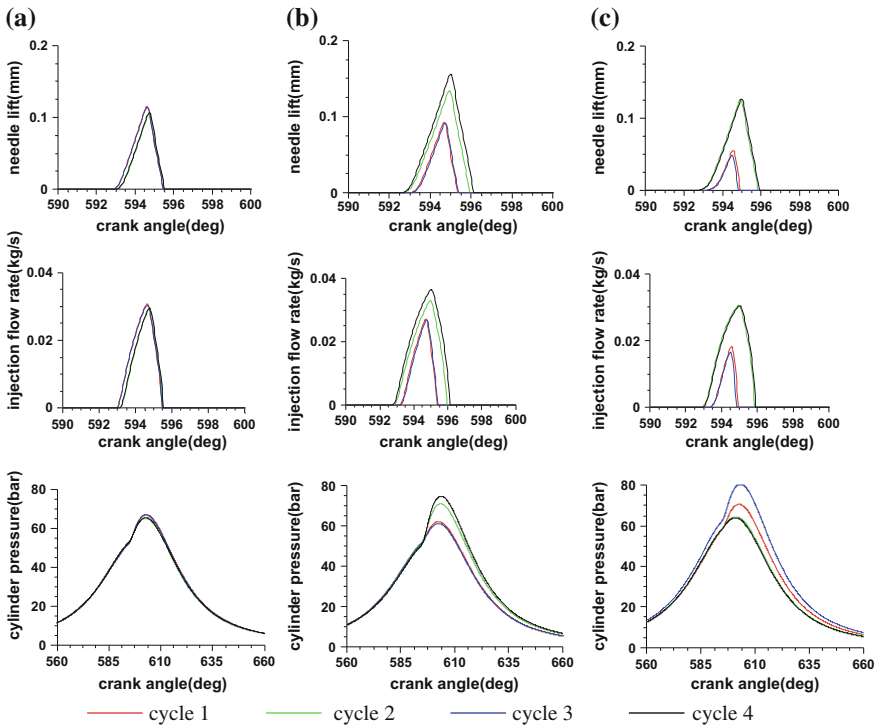 (a)
(b)
(c)
needle lift(mm)
0.2
0.1
0
590 592 594 596 598 600
crank angle(deg)
needle lift(mm)
0.2
0.1
0
590 592 594 596 598 600
crank angle(deg)
needle lift(mm)
0.2
0.1
0
590 592 594 596 598 600
crank angle(deg)
injection flow rate(kg/s)
0.04
0.02
0
590 592 594 596 598 600
crank angle(deg)
injection flow rate(kg/s)
0.04
0.02
0
590 592 594 596 598 600
crank angle(deg)
injection flow rate(kg/s)
0.04
0.02
0
590 592 594 596 598 600
crank angle(deg)
cylinder pressure(bar)
80
60
40
20
0
560 585 610 635 660
crank angle(deg)
cylinder pressure(bar)
80
60
40
20
0
560 585 610 635 660
crank angle(deg)
cylinder pressure(bar)
80
60
40
20
0
560 585 610 635 660
crank angle(deg)
cycle 1 cycle 2 cycle 3 cycle 4